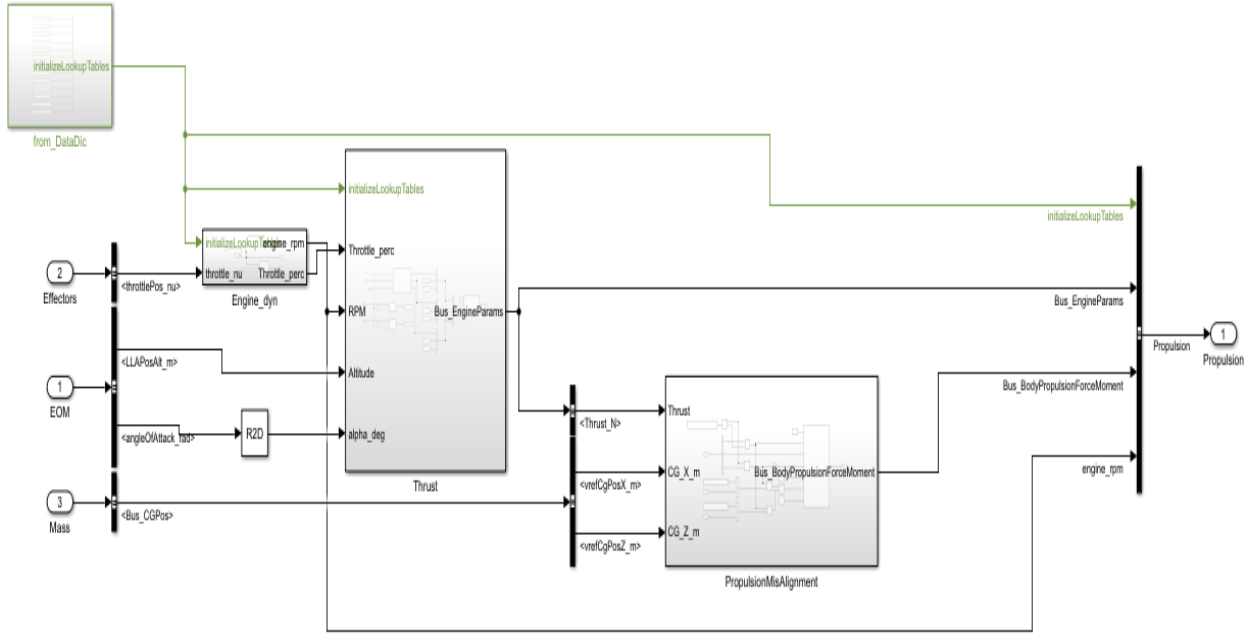 initializeLookupTables
from_DataDic
initializeLookupTables
initializeLookupTables
initializeLookupTables
engine_rpm
throttle_nu
Throttle_perc
Engine_dyn
2
Effectors
<throttlePos_nu>
Throttle_perc
RPM
Bus_EngineParams
Bus_EngineParams
<LLAPosAlt_m>
Altitude
1
EOM
<angleOfAttack_rad>
R2D
alpha_deg
Thrust
3
Mass
<Bus_CGPos>
<Thrust_N>
<vrefCgPosX_m>
<vrefCgPosZ_m>
Thrust
CG_X_m
CG_Z_m
Bus_BodyPropulsionForceMoment
PropulsionMisAlignment
Bus_BodyPropulsionForceMoment
engine_rpm
Propulsion
1
Propulsion